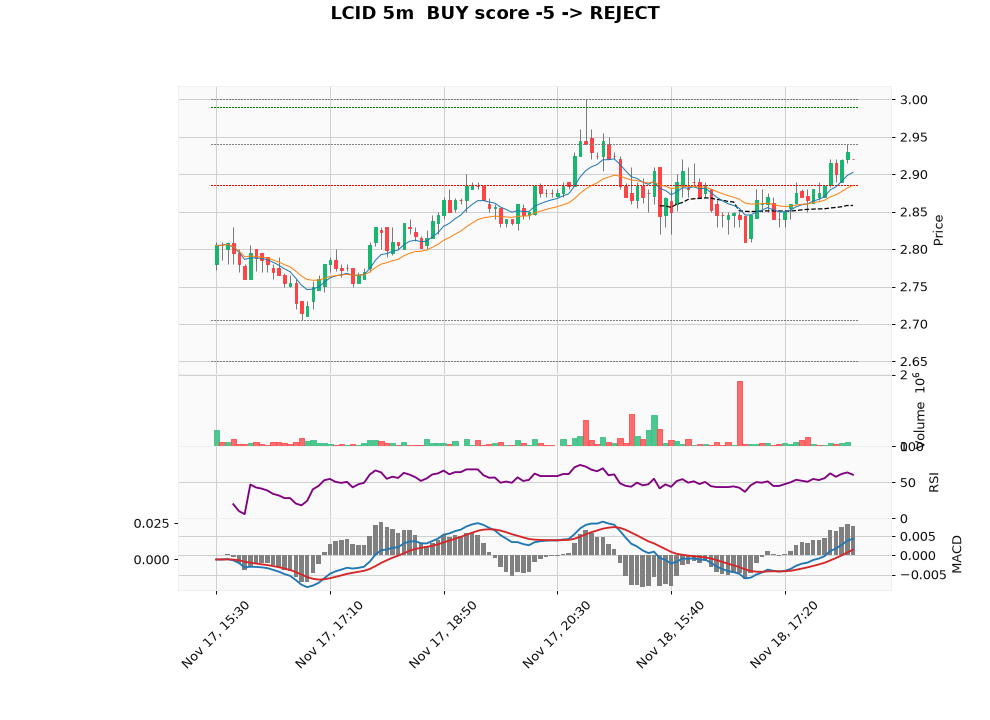 LCID 5m  BUY score -5 -> REJECT
3.00
2.95
2.90
2.85
2.80
2.75
2.70
2.65
Price
2
Volume 10⁶
0
100
50
0
RSI
0.025
0.000
0.005
0.000
−0.005
MACD
Nov 17, 15:30
Nov 17, 17:10
Nov 17, 18:50
Nov 17, 20:30
Nov 18, 15:40
Nov 18, 17:20